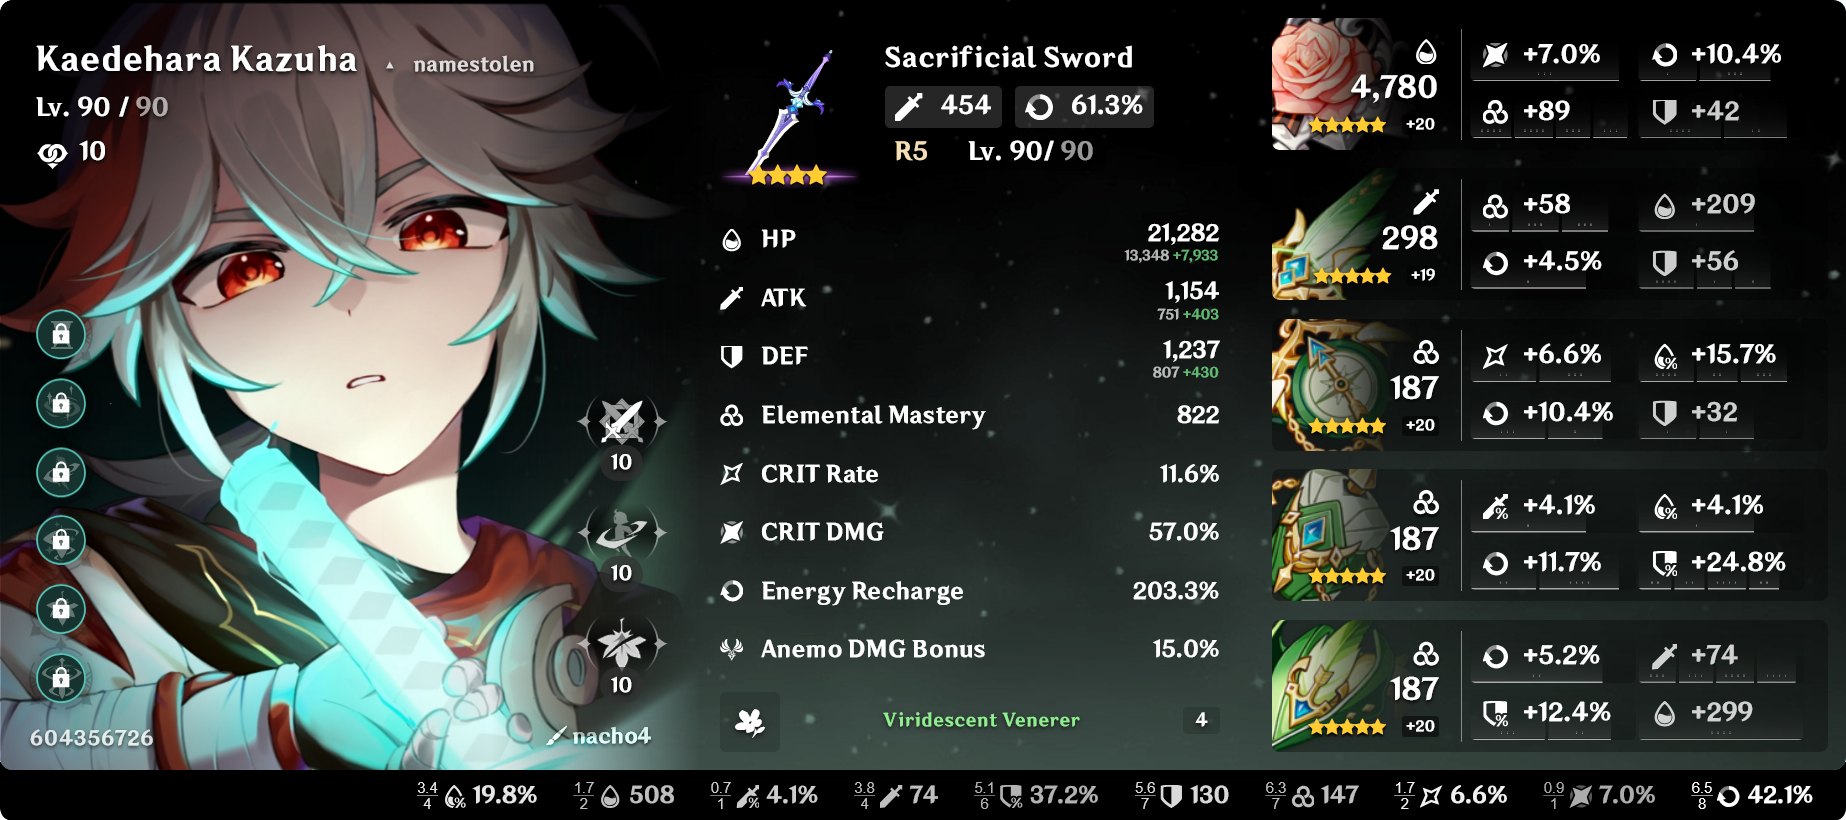 Kaedehara Kazuha ▲ namestolen
Lv. 90 / 90
10
10
10
10
604356726
nacho4
Sacrificial Sword
454 61.3%
R5 Lv. 90/ 90
HP 21,282
13,348 +7,933
ATK 1,154
751 +403
DEF 1,237
807 +430
Elemental Mastery 822
CRIT Rate 11.6%
CRIT DMG 57.0%
Energy Recharge 203.3%
Anemo DMG Bonus 15.0%
Viridescent Venerer 4
4,780
+20
+7.0% +10.4%
+89 +42
298
+19
+58 +209
+4.5% +56
187
+20
+6.6% +15.7%
+10.4% +32
187
+20
+4.1% +4.1%
+11.7% +24.8%
187
+20
+5.2% +74
+12.4% +299
3.4/4 19.8% 1.7/2 508 0.7/1 4.1% 3.8/4 74 5.1/6 37.2% 5.6/7 130 6.3/7 147 1.7/2 6.6% 0.9/1 7.0% 6.5/8 42.1%